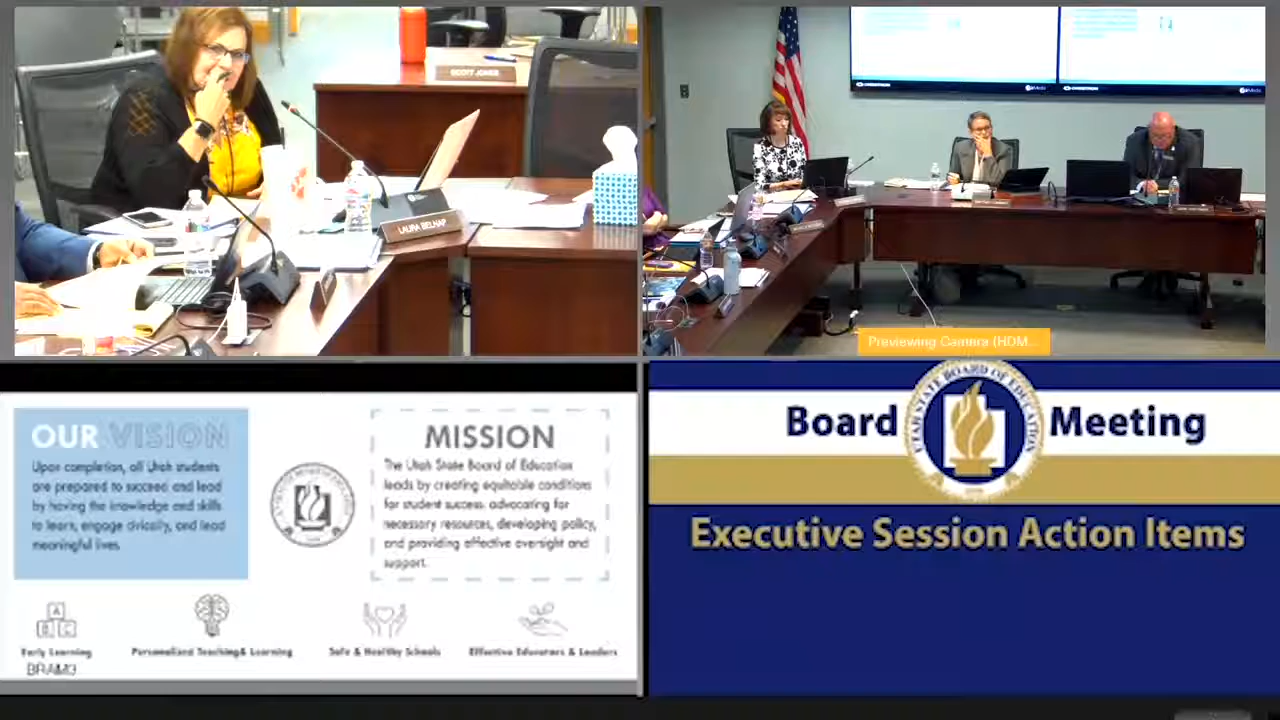 SCOTT JONES
LAURA BELNAP
Previewing Camera (HDM...
OUR VISION
Upon completion, all Utah students
are prepared to succeed and lead
by having the knowledge and skills
to learn, engage civically, and lead
meaningful lives.
MISSION
The Utah State Board of Education
leads by creating equitable conditions
for student success: advocating for
necessary resources, developing policy,
and providing effective oversight and
support.
Early Learning
Personalized Teaching & Learning
Safe & Healthy Schools
Effective Educators & Leaders
BRAM3
Board Meeting
UTAH STATE BOARD OF EDUCATION
Executive Session Action Items